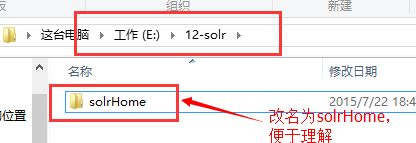 组织
新建
这台电脑 工作 (E:) 12-solr
名称
修改日期
solrHome
2015/7/22 18:4
的位置
改名为solrHome，
便于理解